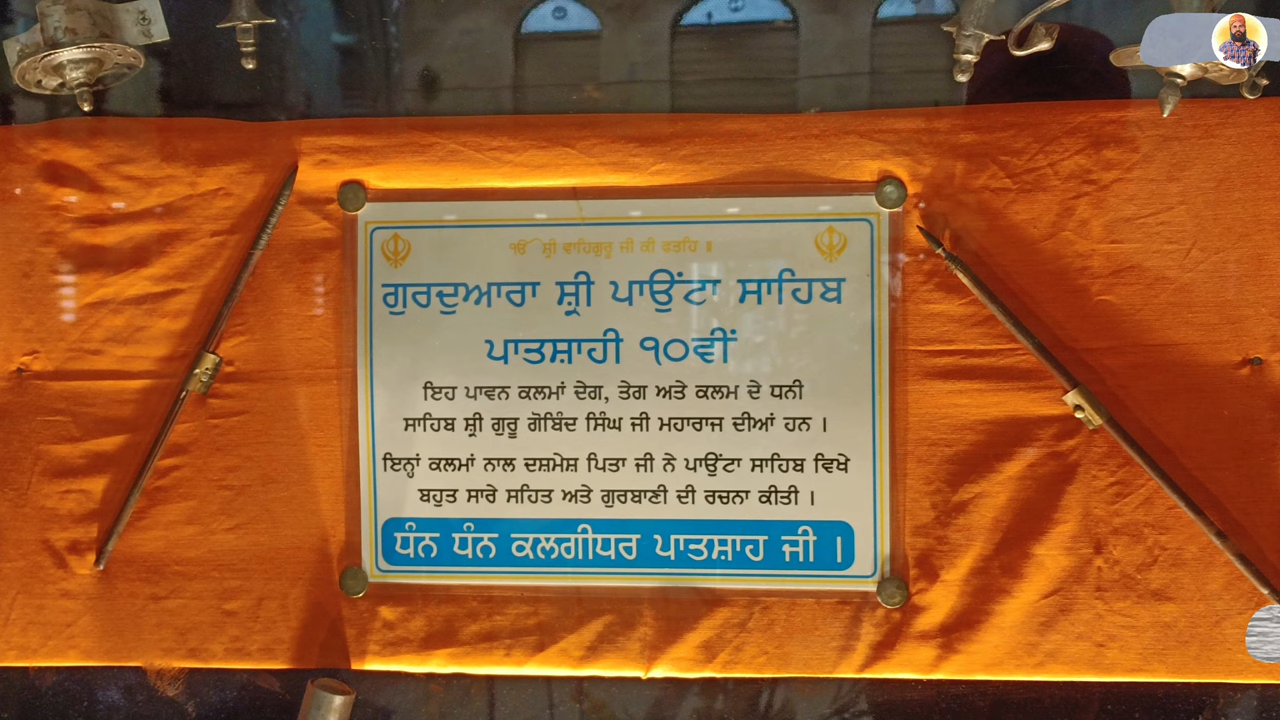 ੴ ਸ਼੍ਰੀ ਵਾਹਿਗੁਰੂ ਜੀ ਕੀ ਫਤਹਿ ॥
ਗੁਰਦੁਆਰਾ ਸ਼੍ਰੀ ਪਾਉਂਟਾ ਸਾਹਿਬ
ਪਾਤਸ਼ਾਹੀ ੧੦ਵੀਂ
ਇਹ ਪਾਵਨ ਕਲਮਾਂ ਦੇਗ, ਤੇਗ ਅਤੇ ਕਲਮ ਦੇ ਧਨੀ
ਸਾਹਿਬ ਸ਼੍ਰੀ ਗੁਰੂ ਗੋਬਿੰਦ ਸਿੰਘ ਜੀ ਮਹਾਰਾਜ ਦੀਆਂ ਹਨ ।
ਇਨ੍ਹਾਂ ਕਲਮਾਂ ਨਾਲ ਦਸ਼ਮੇਸ਼ ਪਿਤਾ ਜੀ ਨੇ ਪਾਉਂਟਾ ਸਾਹਿਬ ਵਿਖੇ
ਬਹੁਤ ਸਾਰੇ ਸਹਿਤ ਅਤੇ ਗੁਰਬਾਣੀ ਦੀ ਰਚਨਾ ਕੀਤੀ ।
ਧੰਨ ਧੰਨ ਕਲਗੀਧਰ ਪਾਤਸ਼ਾਹ ਜੀ ।